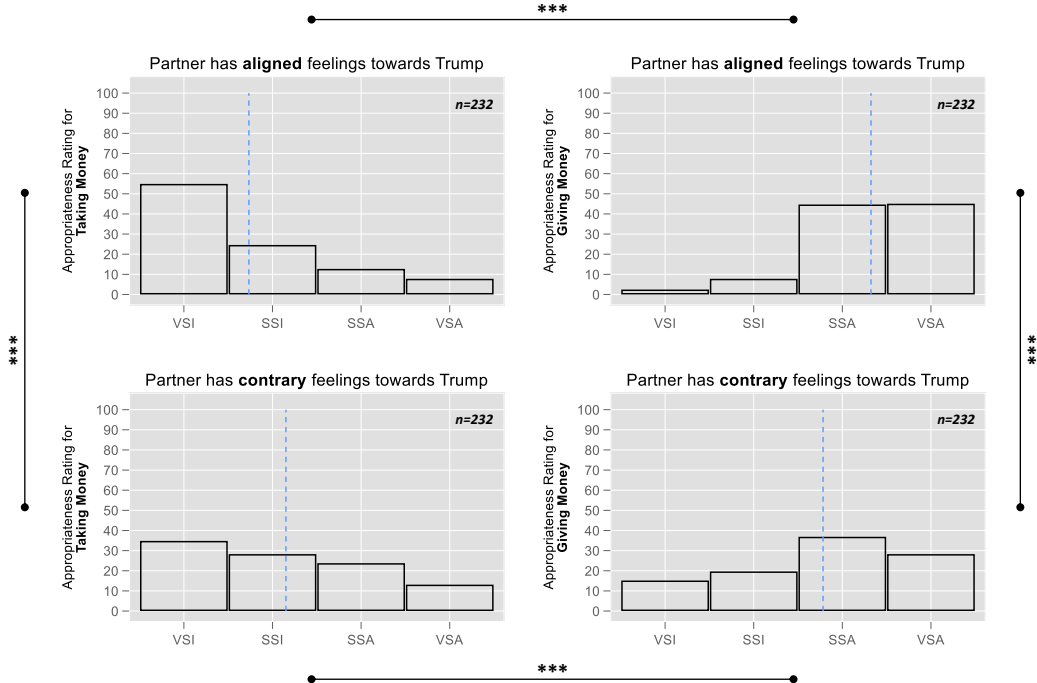 ***
Partner has aligned feelings towards Trump
Appropriateness Rating for
Taking Money
100
90
80
70
60
50
40
30
20
10
0
n=232
VSI SSI SSA VSA
Partner has aligned feelings towards Trump
Appropriateness Rating for
Giving Money
100
90
80
70
60
50
40
30
20
10
0
n=232
VSI SSI SSA VSA
***
***
Partner has contrary feelings towards Trump
Appropriateness Rating for
Taking Money
100
90
80
70
60
50
40
30
20
10
0
n=232
VSI SSI SSA VSA
Partner has contrary feelings towards Trump
Appropriateness Rating for
Giving Money
100
90
80
70
60
50
40
30
20
10
0
n=232
VSI SSI SSA VSA
***